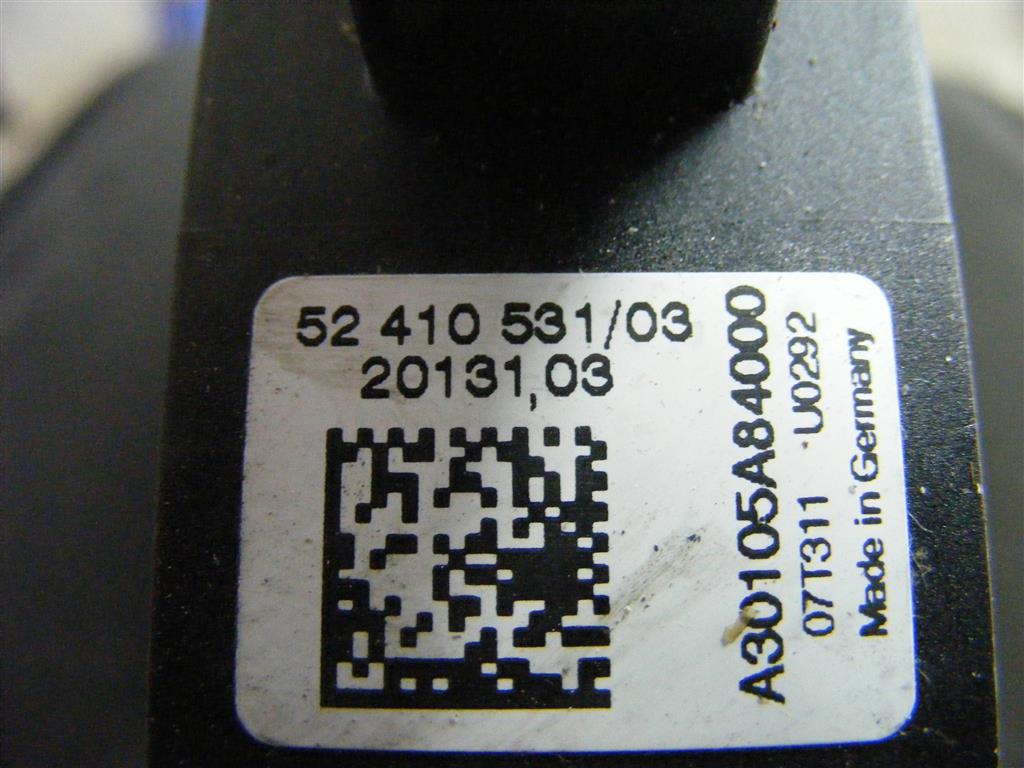 52 410 531/03
20131,03
A30105A84000
07T311 U0292
Made in Germany